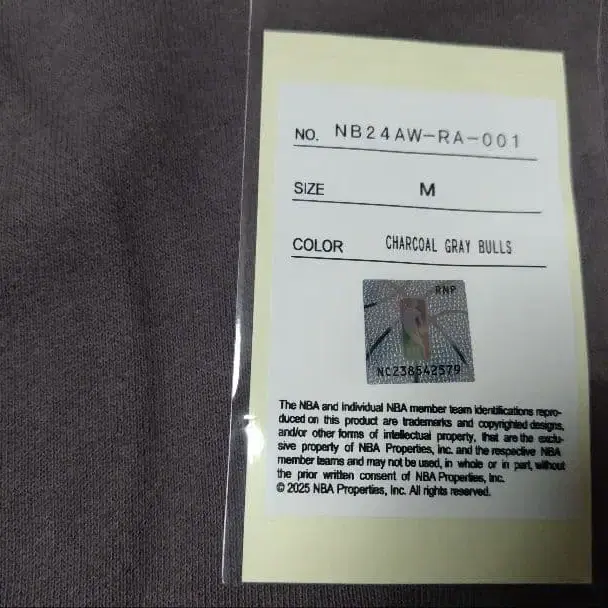 NO. NB24AW-RA-001
SIZE M
COLOR CHARCOAL GRAY BULLS
RNP
NC238542579
The NBA and individual NBA member team identifications repro-
duced on this product are trademarks and copyrighted designs,
and/or other forms of intellectual property, that are the exclu-
sive property of NBA Properties, Inc. and the respective NBA
member teams and may not be used, in whole or in part, without
the prior written consent of NBA Properties, Inc.
© 2025 NBA Properties, Inc. All rights reserved.